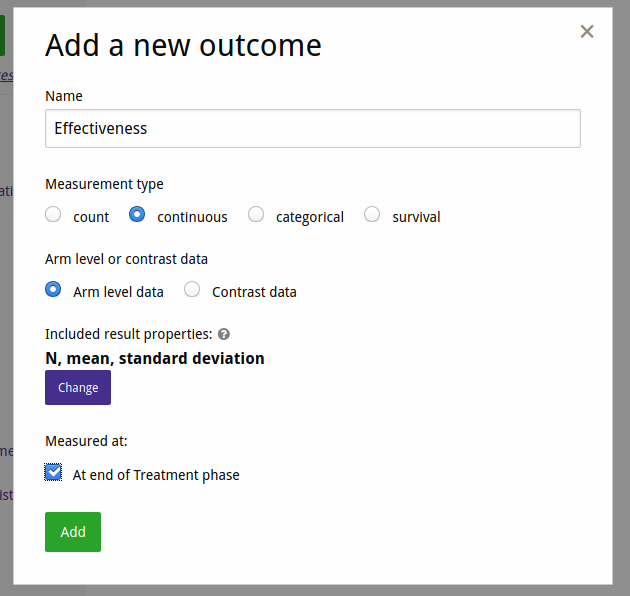 Add a new outcome
×
Name
Effectiveness
Measurement type
count continuous categorical survival
Arm level or contrast data
Arm level data Contrast data
Included result properties: ?
N, mean, standard deviation
Change
Measured at:
At end of Treatment phase
Add